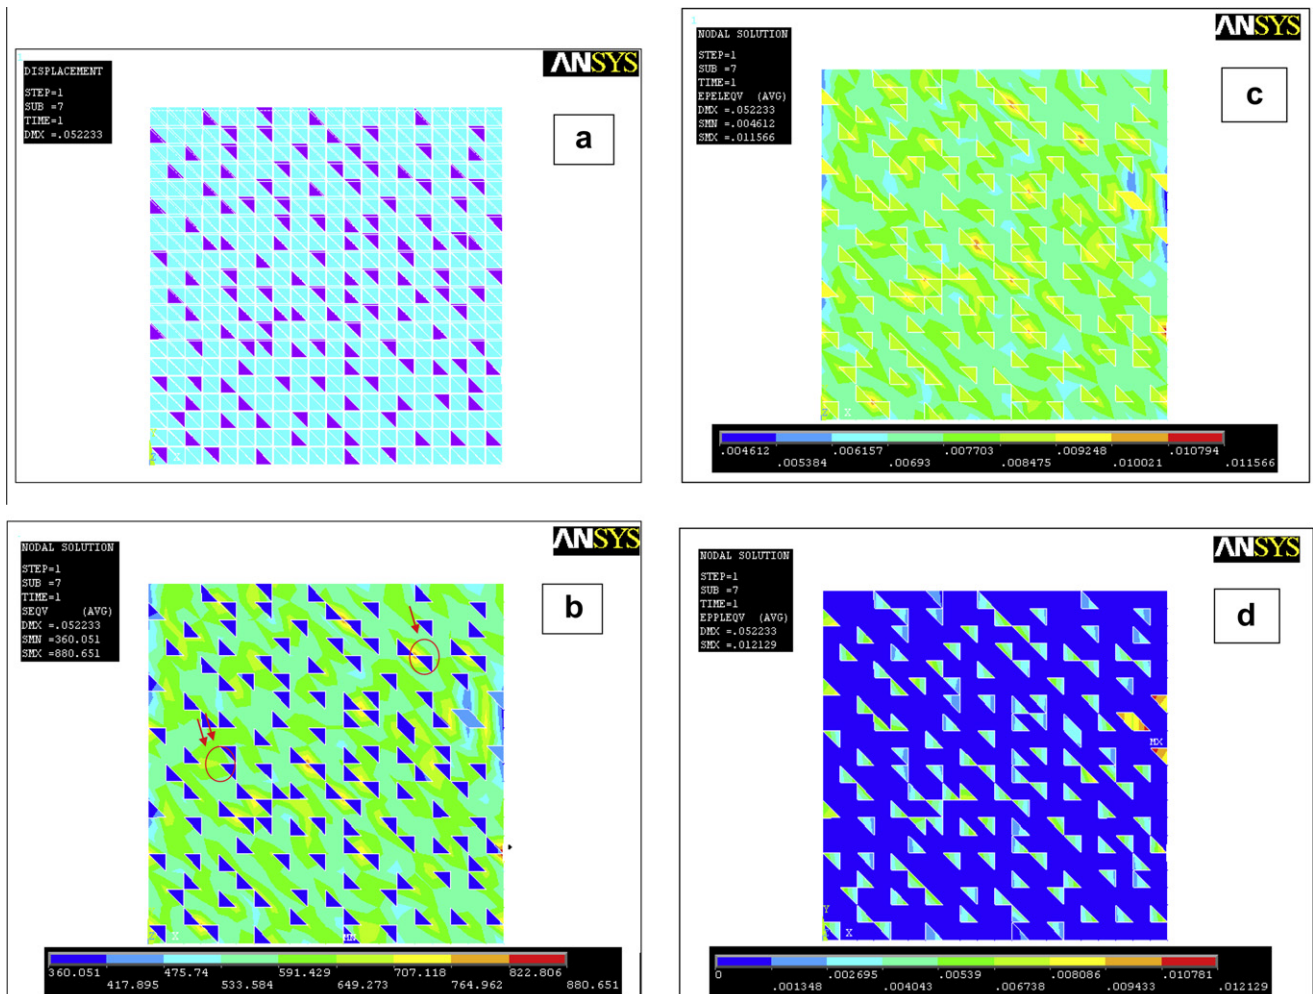 ANSYS
DISPLACEMENT
STEP=1
SUB =7
TIME=1
DMX =.052233
a
Z X
1
ANSYS
NODAL SOLUTION
STEP=1
SUB =7
TIME=1
EPELEQV (AVG)
DMX =.052233
SMN =.004612
SMX =.011566
c
Z X
.004612 .006157 .007703 .009248 .010794
.005384 .00693 .008475 .010021 .011566
ANSYS
NODAL SOLUTION
STEP=1
SUB =7
TIME=1
SEQV (AVG)
DMX =.052233
SMN =360.051
SMX =880.651
b
Z X MN
360.051 475.74 591.429 707.118 822.806
417.895 533.584 649.273 764.962 880.651
ANSYS
NODAL SOLUTION
STEP=1
SUB =7
TIME=1
EPPLEQV (AVG)
DMX =.052233
SMX =.012129
d
MX
Y
Z X
0 .002695 .00539 .008086 .010781
.001348 .004043 .006738 .009433 .012129